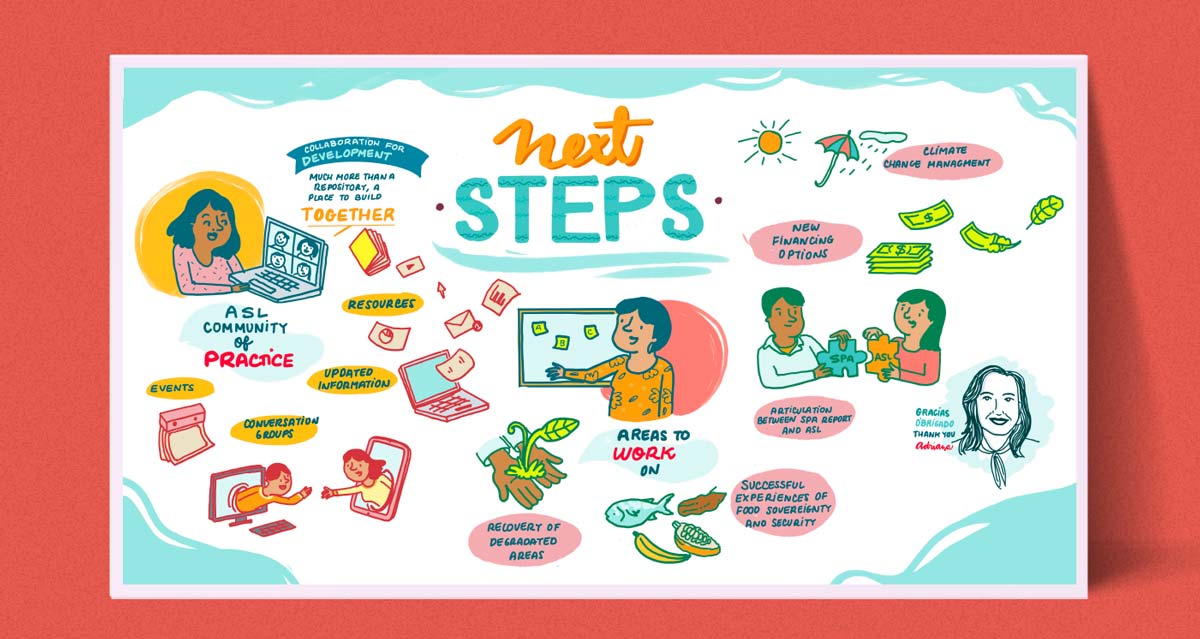 next
STEPS
COLLABORATION FOR
DEVELOPMENT
MUCH MORE THAN A
REPOSITORY, A
PLACE TO BUILD
TOGETHER
ASL
COMMUNITY
of
PRACTICE
RESOURCES
EVENTS
UPDATED
INFORMATION
CONVERSATION
GROUPS
A
B
C
AREAS TO
WORK
ON
RECOVERY OF
DEGRADATED
AREAS
SUCCESSFUL
EXPERIENCES OF
FOOD SOVEREIGNTY
AND SECURITY
CLIMATE
CHANGE MANAGMENT
NEW
FINANCING
OPTIONS
$
$
SPA
ASL
ARTICULATION
BETWEEN SPA REPORT
AND ASL
GRACIAS
OBRIGADO
THANK YOU
Adriana